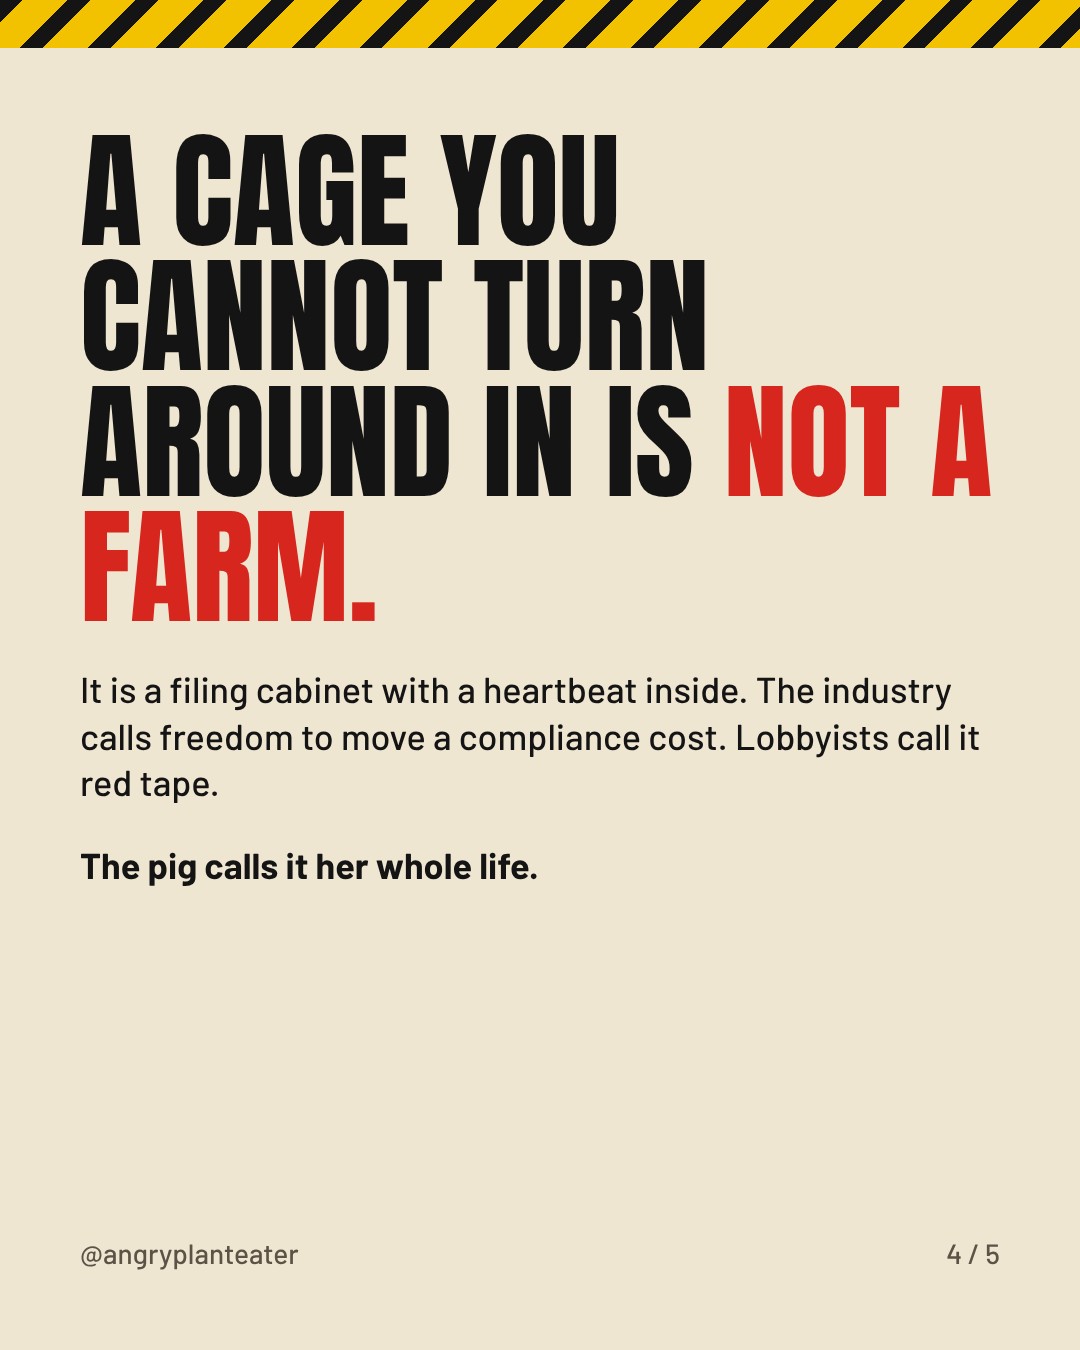 A CAGE YOU
CANNOT TURN
AROUND IN IS NOT A
FARM.
It is a filing cabinet with a heartbeat inside. The industry
calls freedom to move a compliance cost. Lobbyists call it
red tape.
The pig calls it her whole life.
@angryplanteater
4 / 5